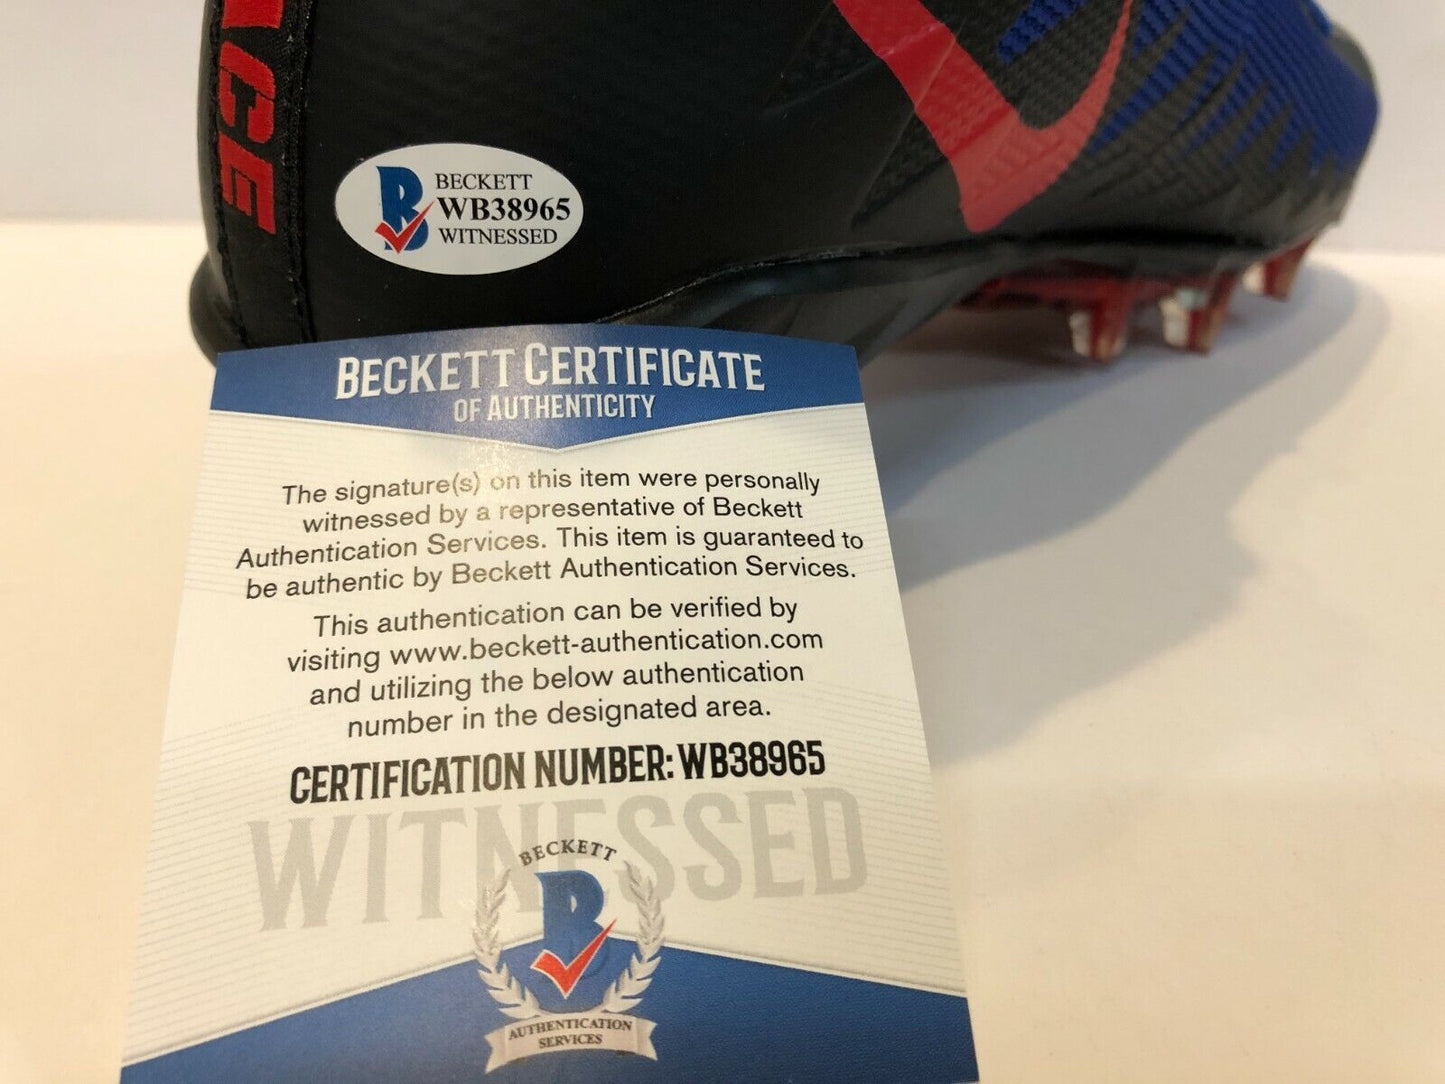 ACE
BECKETT
WB38965
WITNESSED
BECKETT CERTIFICATE
OF AUTHENTICITY
The signature(s) on this item were personally
witnessed by a representative of Beckett
Authentication Services. This item is guaranteed to
be authentic by Beckett Authentication Services.
This authentication can be verified by
visiting www.beckett-authentication.com
and utilizing the below authentication
number in the designated area.
CERTIFICATION NUMBER: WB38965
WITNESSED
BECKETT
B
AUTHENTICATION
SERVICES